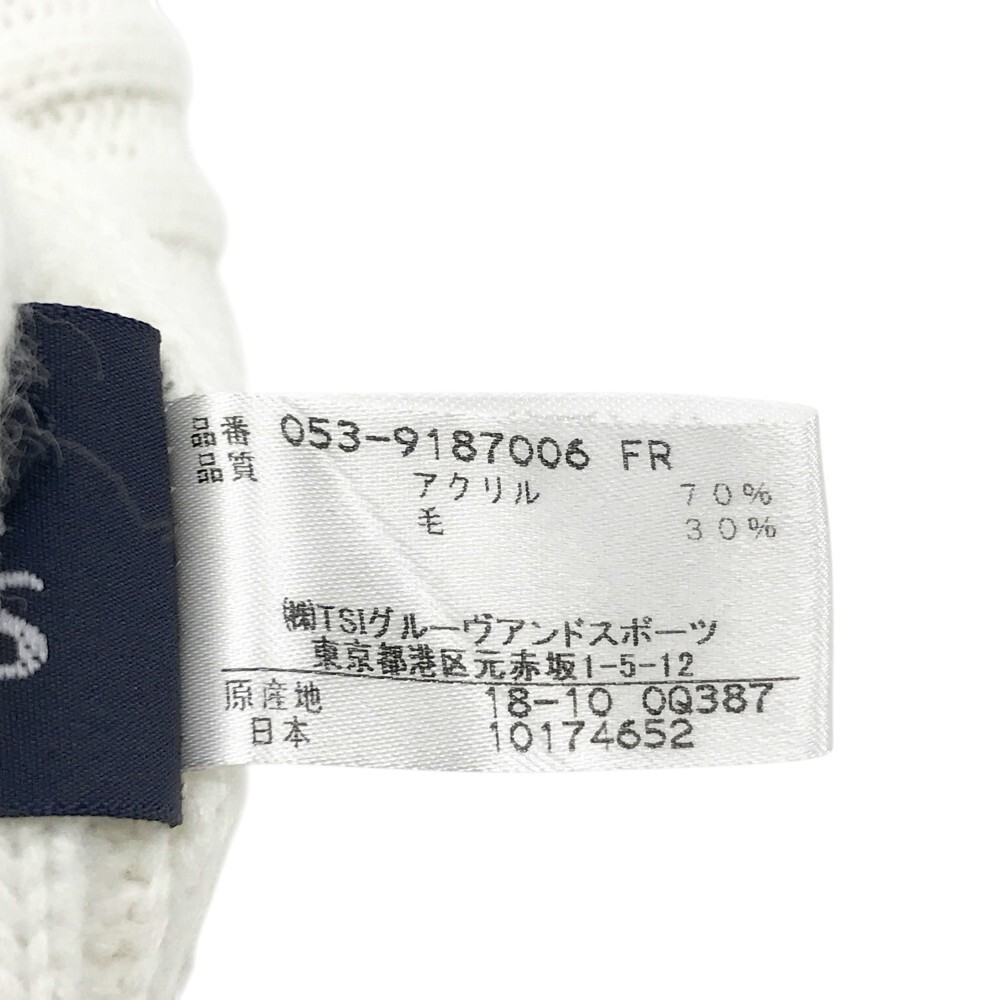 品番 053-9187006 FR
品質 アクリル 70%
毛 30%
㈱TSIグルーヴアンドスポーツ
東京都港区元赤坂1-5-12
原産地 18-10 0Q387
日本 10174652